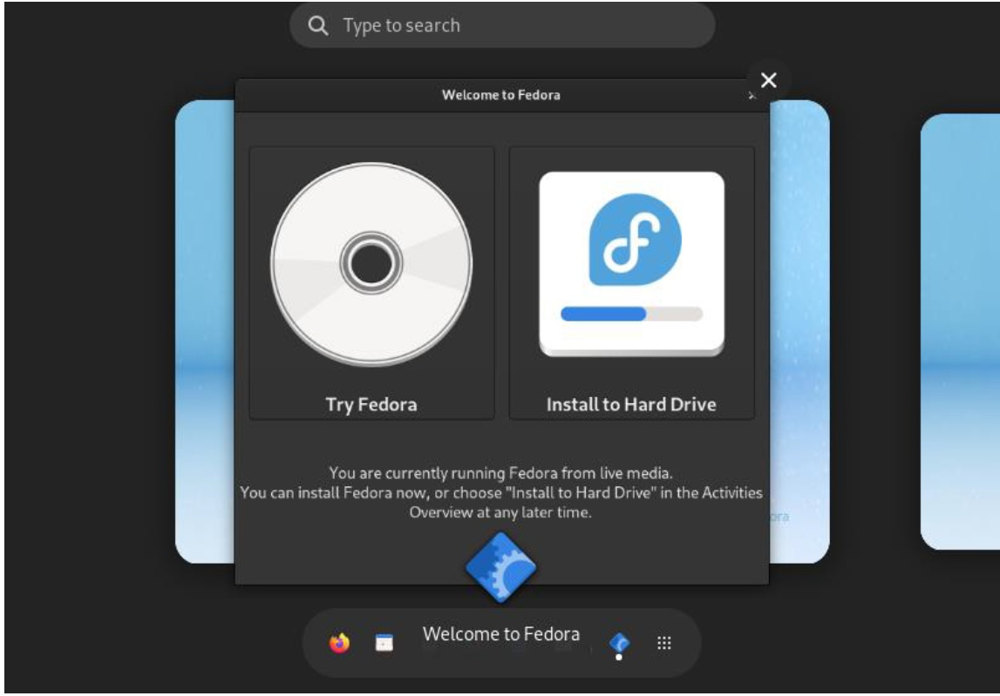 Type to search
Welcome to Fedora
Try Fedora
Install to Hard Drive
You are currently running Fedora from live media.
You can install Fedora now, or choose "Install to Hard Drive" in the Activities
Overview at any later time.
ora
Welcome to Fedora